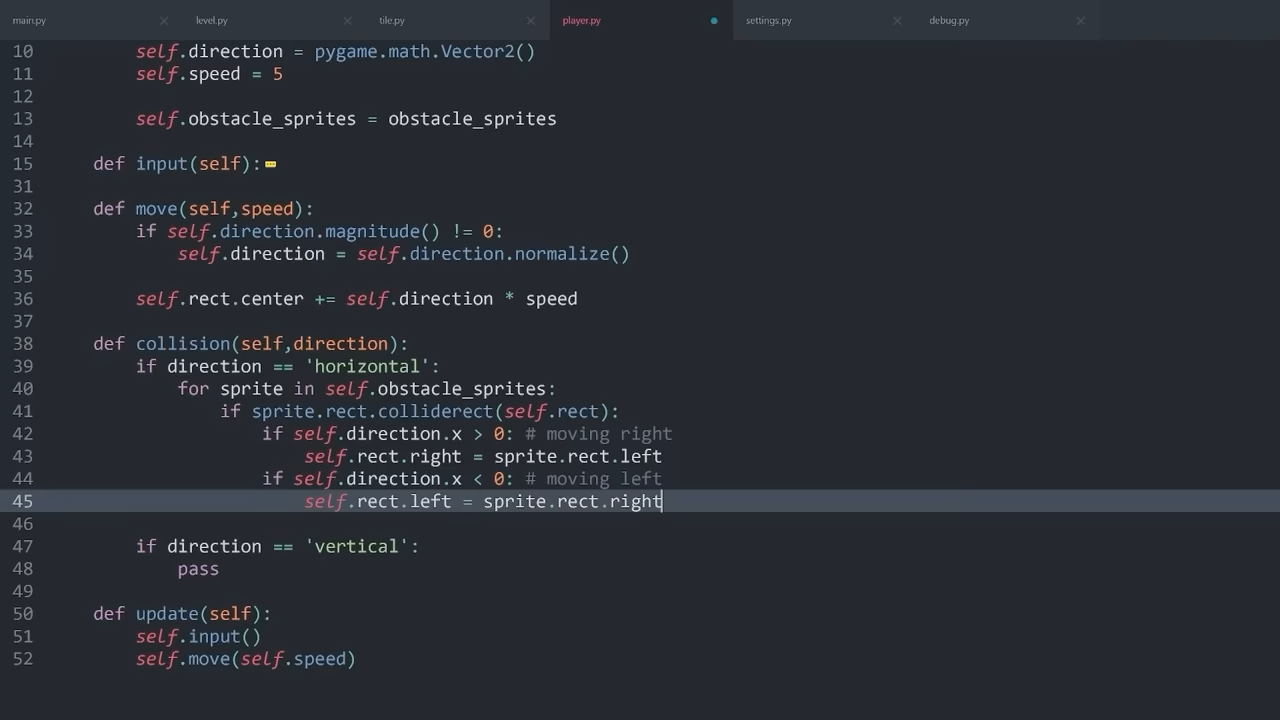 main.py level.py tile.py player.py settings.py debug.py
10 self.direction = pygame.math.Vector2()
11 self.speed = 5
12
13 self.obstacle_sprites = obstacle_sprites
14
15 def input(self):
31
32 def move(self,speed):
33 if self.direction.magnitude() != 0:
34 self.direction = self.direction.normalize()
35
36 self.rect.center += self.direction * speed
37
38 def collision(self,direction):
39 if direction == 'horizontal':
40 for sprite in self.obstacle_sprites:
41 if sprite.rect.colliderect(self.rect):
42 if self.direction.x > 0: # moving right
43 self.rect.right = sprite.rect.left
44 if self.direction.x < 0: # moving left
45 self.rect.left = sprite.rect.right
46
47 if direction == 'vertical':
48 pass
49
50 def update(self):
51 self.input()
52 self.move(self.speed)